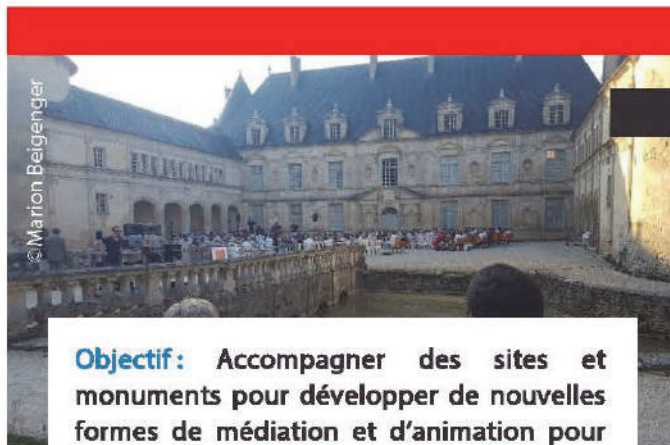 ©Marion Beigenger
Objectif : Accompagner des sites et
monuments pour développer de nouvelles
formes de médiation et d'animation pour